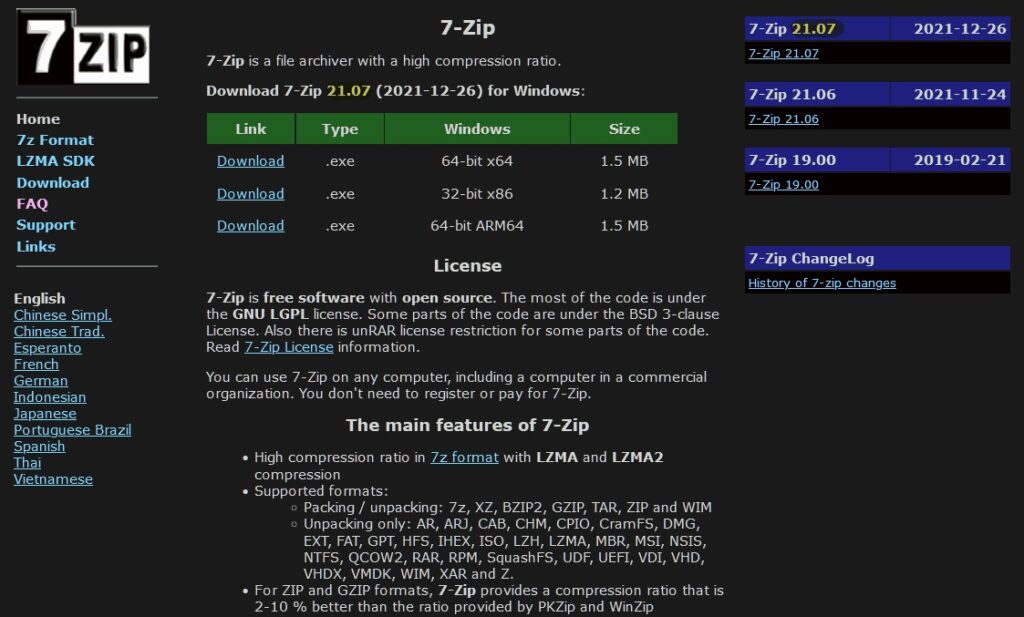 7 ZIP
Home
7z Format
LZMA SDK
Download
FAQ
Support
Links
English
Chinese Simpl.
Chinese Trad.
Esperanto
French
German
Indonesian
Japanese
Portuguese Brazil
Spanish
Thai
Vietnamese
7-Zip
7-Zip is a file archiver with a high compression ratio.
Download 7-Zip 21.07 (2021-12-26) for Windows:
Link Type Windows Size
Download .exe 64-bit x64 1.5 MB
Download .exe 32-bit x86 1.2 MB
Download .exe 64-bit ARM64 1.5 MB
License
7-Zip is free software with open source. The most of the code is under
the GNU LGPL license. Some parts of the code are under the BSD 3-clause
License. Also there is unRAR license restriction for some parts of the code.
Read 7-Zip License information.
You can use 7-Zip on any computer, including a computer in a commercial
organization. You don't need to register or pay for 7-Zip.
The main features of 7-Zip
• High compression ratio in 7z format with LZMA and LZMA2
compression
• Supported formats:
◦ Packing / unpacking: 7z, XZ, BZIP2, GZIP, TAR, ZIP and WIM
◦ Unpacking only: AR, ARJ, CAB, CHM, CPIO, CramFS, DMG,
EXT, FAT, GPT, HFS, IHEX, ISO, LZH, LZMA, MBR, MSI, NSIS,
NTFS, QCOW2, RAR, RPM, SquashFS, UDF, UEFI, VDI, VHD,
VHDX, VMDK, WIM, XAR and Z.
• For ZIP and GZIP formats, 7-Zip provides a compression ratio that is
2-10 % better than the ratio provided by PKZip and WinZip
7-Zip 21.07 2021-12-26
7-Zip 21.07
7-Zip 21.06 2021-11-24
7-Zip 21.06
7-Zip 19.00 2019-02-21
7-Zip 19.00
7-Zip ChangeLog
History of 7-zip changes